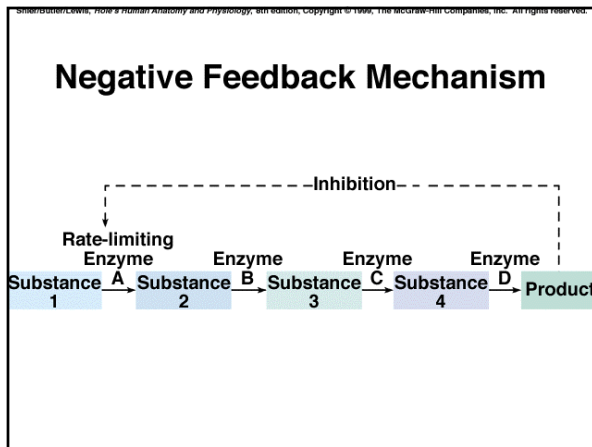 Shier/Butler/Lewis, Hole's Human Anatomy and Physiology, 8th edition, Copyright © 1999, The McGraw-Hill Companies, Inc. All rights reserved.
Negative Feedback Mechanism
Inhibition
Rate-limiting
Enzyme Enzyme Enzyme Enzyme
A B C D
Substance Substance Substance Substance Product
1 2 3 4